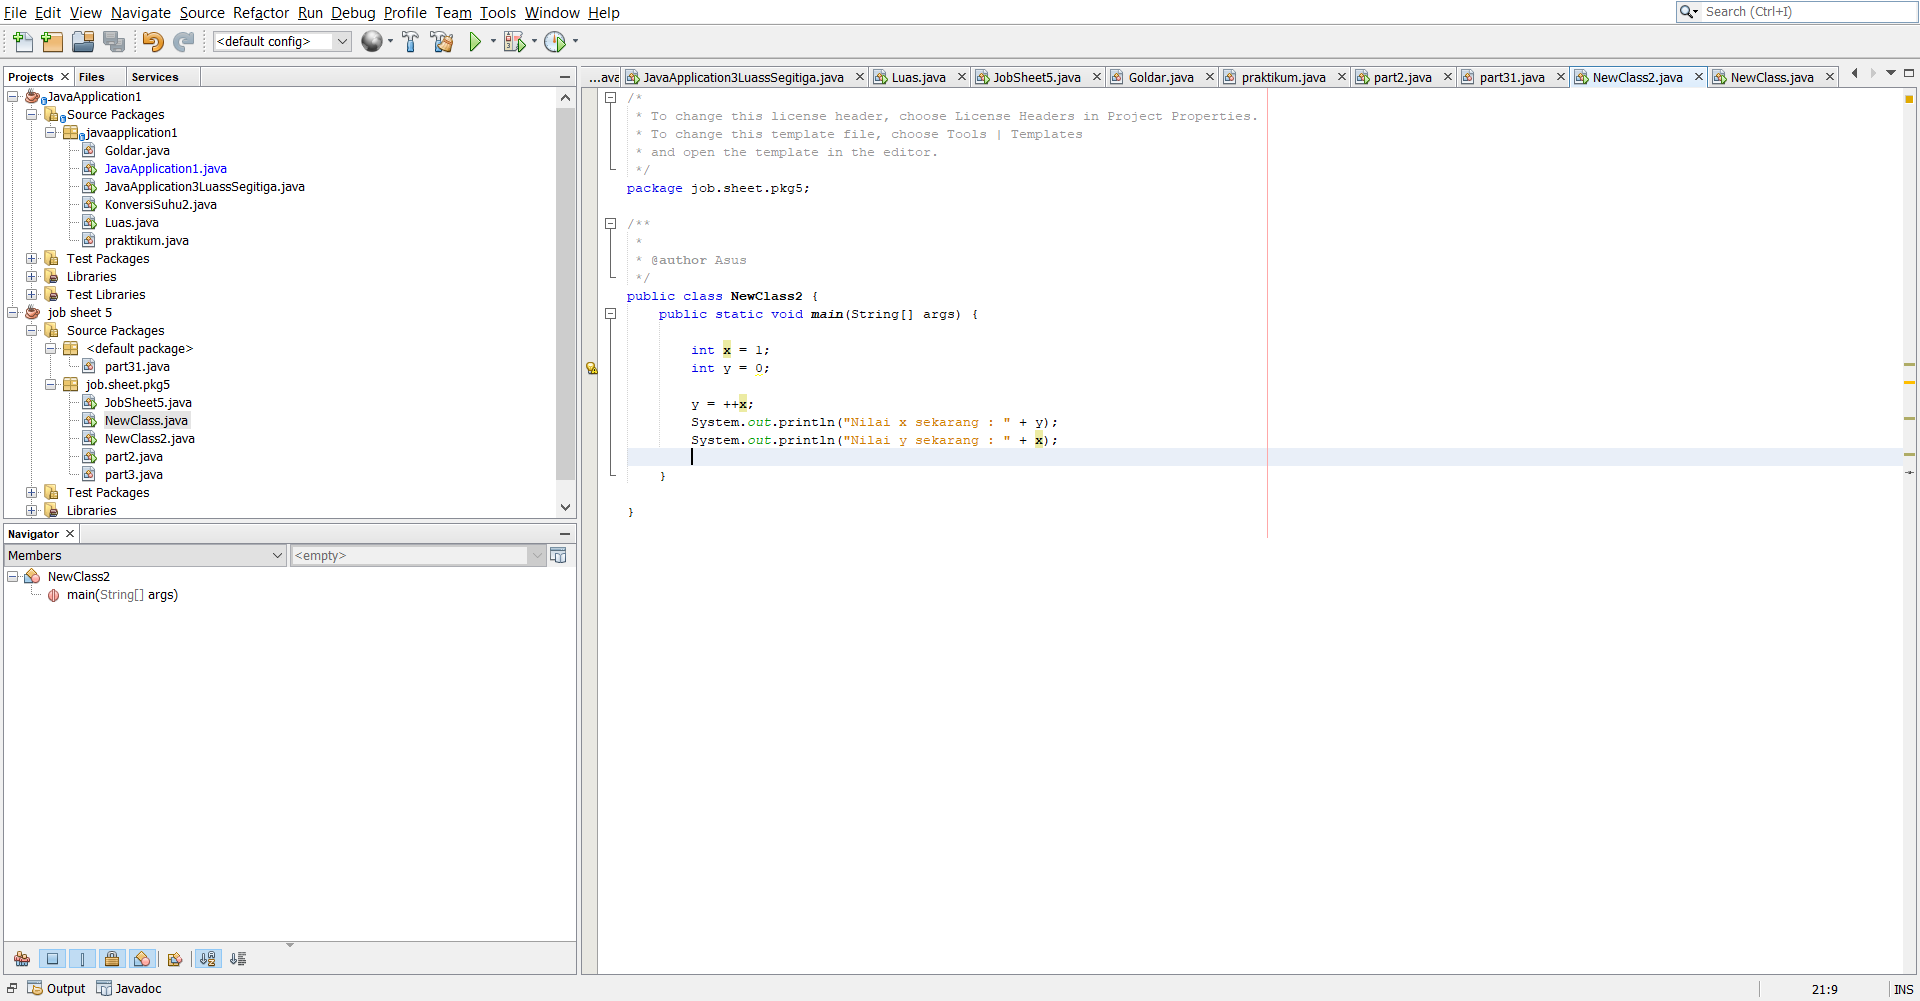 File Edit View Navigate Source Refactor Run Debug Profile Team Tools Window Help
Search (Ctrl+I)
<default config>
Projects Files Services
JavaApplication1
Source Packages
javaapplication1
Goldar.java
JavaApplication1.java
JavaApplication3LuassSegitiga.java
KonversiSuhu2.java
Luas.java
praktikum.java
Test Packages
Libraries
Test Libraries
job sheet 5
Source Packages
<default package>
part31.java
job.sheet.pkg5
JobSheet5.java
NewClass.java
NewClass2.java
part2.java
part3.java
Test Packages
Libraries
Navigator
Members
<empty>
NewClass2
main(String[] args)
...ava JavaApplication3LuassSegitiga.java Luas.java JobSheet5.java Goldar.java praktikum.java part2.java part31.java NewClass2.java NewClass.java
/*
* To change this license header, choose License Headers in Project Properties.
* To change this template file, choose Tools | Templates
* and open the template in the editor.
*/
package job.sheet.pkg5;
/**
*
* @author Asus
*/
public class NewClass2 {
public static void main(String[] args) {
int x = 1;
int y = 0;
y = ++x;
System.out.println("Nilai x sekarang : " + y);
System.out.println("Nilai y sekarang : " + x);
}
}
Output Javadoc
21:9 INS